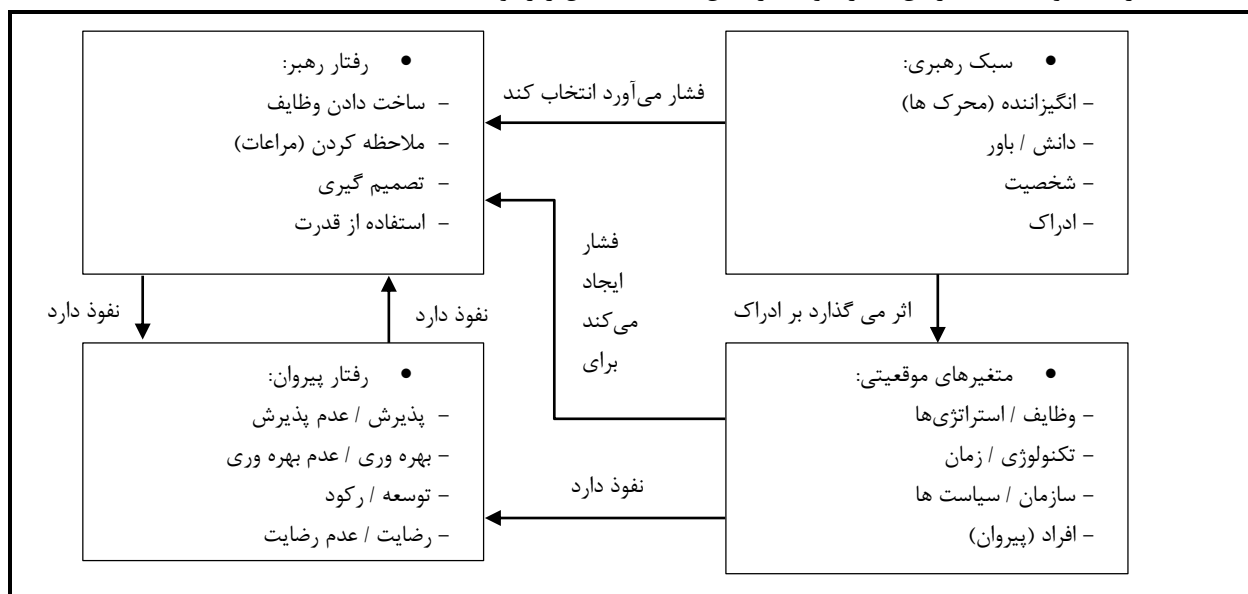 • سبک رهبری:
– انگیزاننده (محرک ها)
– دانش / باور
– شخصیت
– ادراک
فشار می‌آورد انتخاب کند
• رفتار رهبر:
– ساخت دادن وظایف
– ملاحظه کردن (مراعات)
– تصمیم گیری
– استفاده از قدرت
فشار
ایجاد
می‌کند
برای
اثر می گذارد بر ادراک
نفوذ دارد
نفوذ دارد
• متغیرهای موقعیتی:
– وظایف / استراتژی‌ها
– تکنولوژی / زمان
– سازمان / سیاست ها
– افراد (پیروان)
نفوذ دارد
• رفتار پیروان:
– پذیرش / عدم پذیرش
– بهره وری / عدم بهره وری
– توسعه / رکود
– رضایت / عدم رضایت